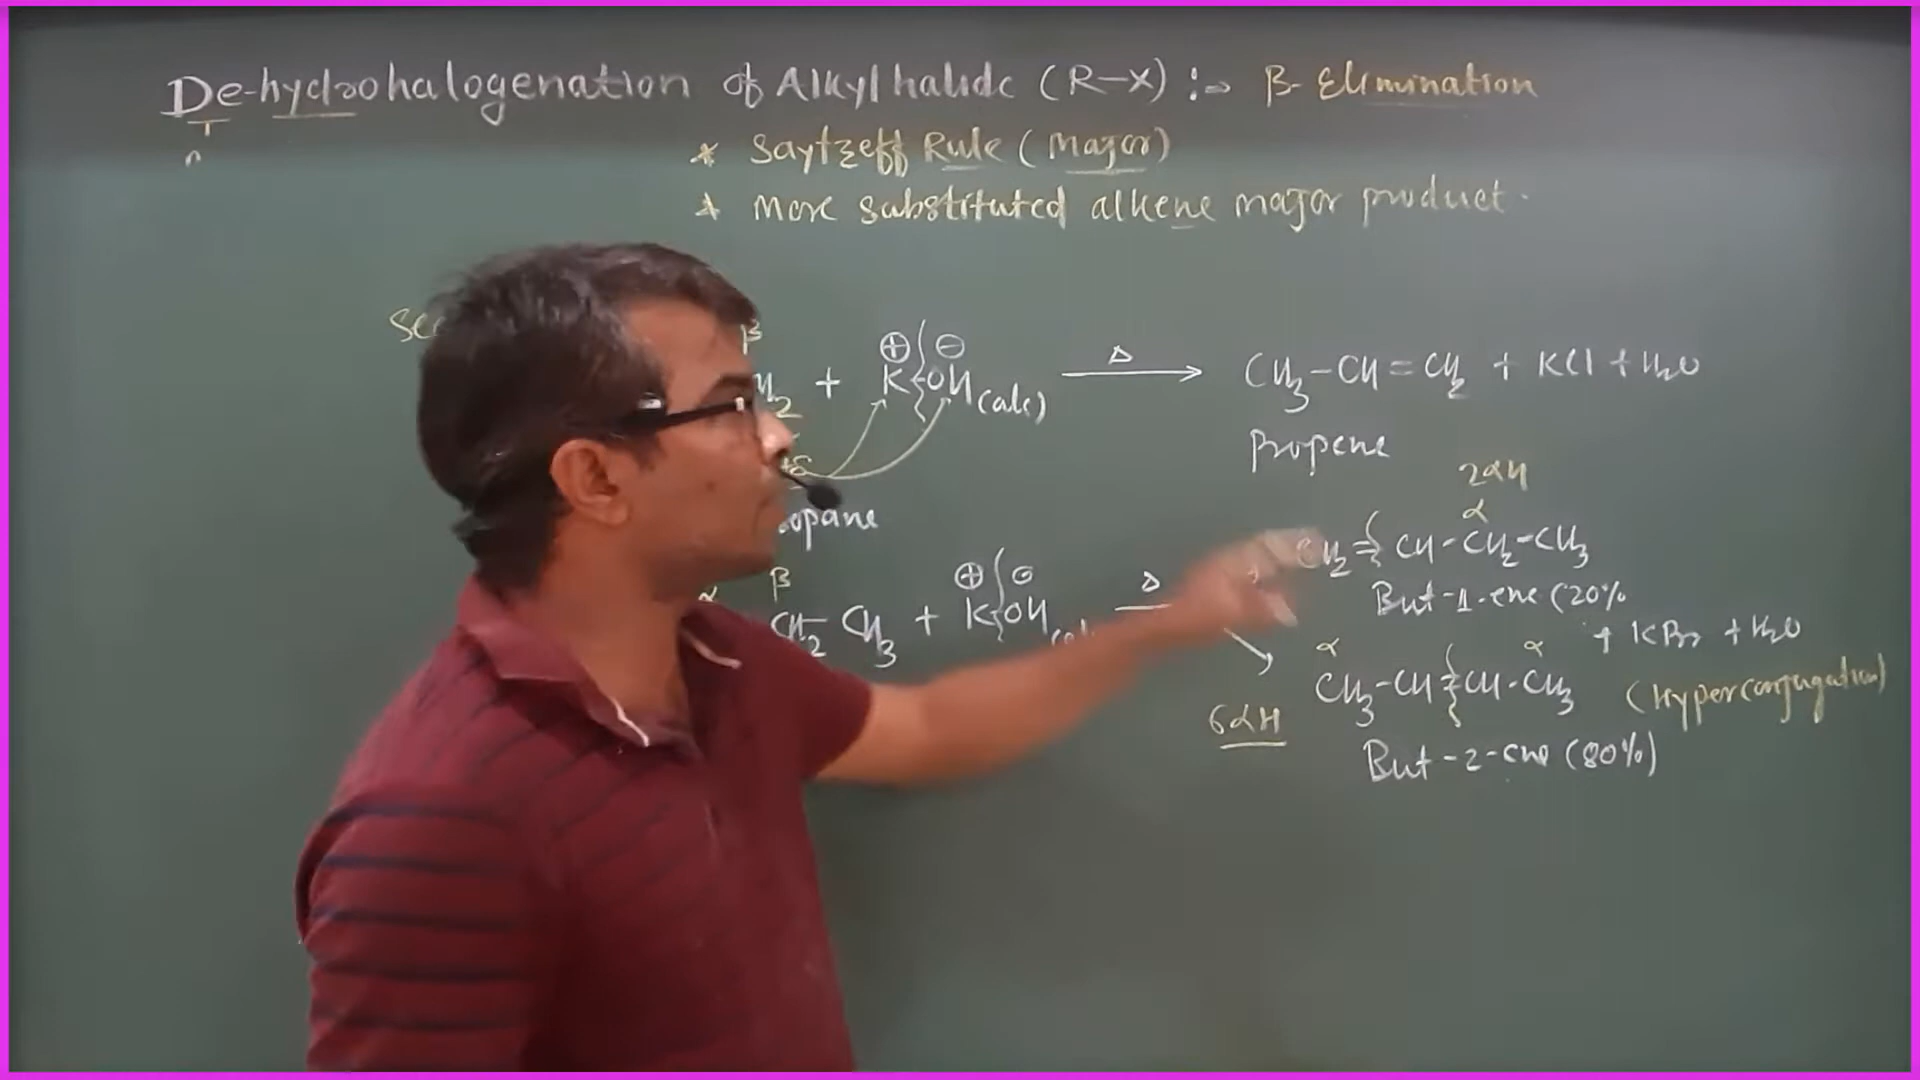 De-hydrohalogenation of Alkyl halide (R-X) :→ β-Elimination
* Saytzeff Rule (Major)
* More substituted alkene major product.
β
+ K⊕ OH⊖ (alc) Δ→ CH3-CH=CH2 + KCl + H2O
Propene
2αH
α
CH2=CH-CH2-CH3
But-1-ene (20%
β
CH2-CH3 + K⊕ OH⊖ Δ
+ KBr + H2O
α α
CH3-CH=CH-CH3 (Hyperconjugation)
6αH
But-2-ene (80%)